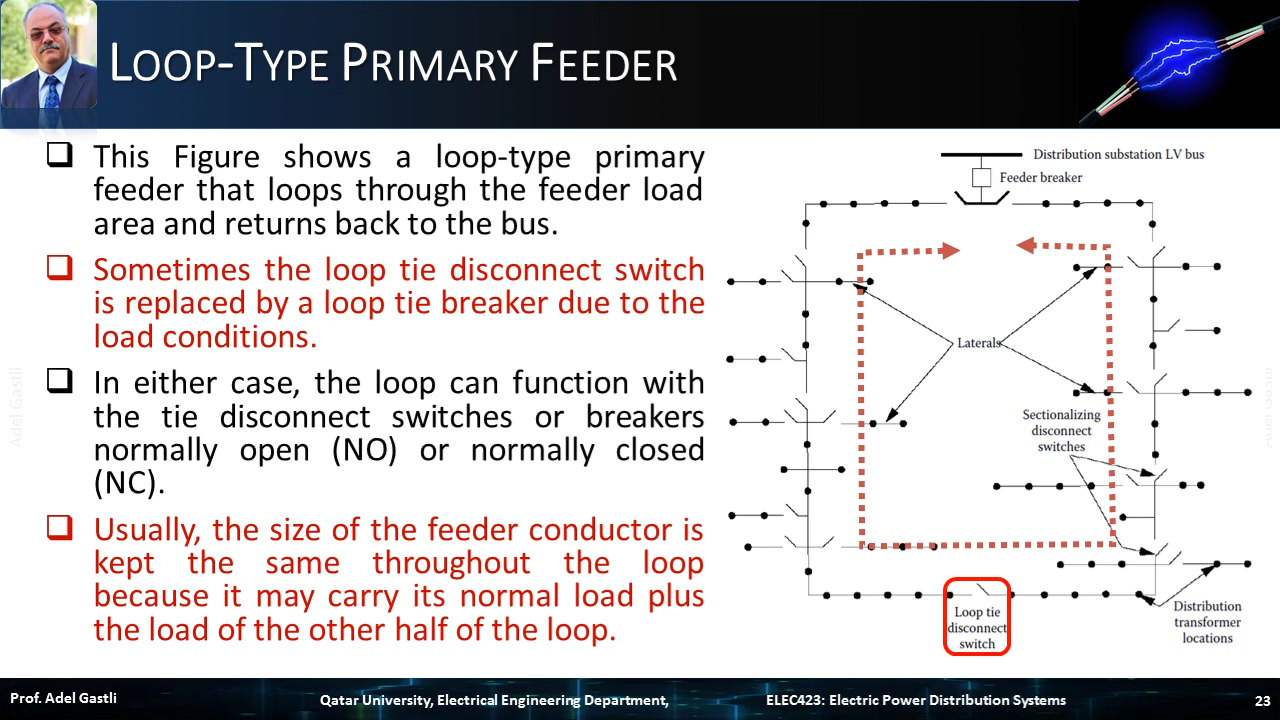 LOOP-TYPE PRIMARY FEEDER
This Figure shows a loop-type primary
feeder that loops through the feeder load
area and returns back to the bus.
Sometimes the loop tie disconnect switch
is replaced by a loop tie breaker due to the
load conditions.
In either case, the loop can function with
the tie disconnect switches or breakers
normally open (NO) or normally closed
(NC).
Usually, the size of the feeder conductor is
kept the same throughout the loop
because it may carry its normal load plus
the load of the other half of the loop.
Distribution substation LV bus
Feeder breaker
Laterals
Sectionalizing
disconnect
switches
Loop tie
disconnect
switch
Distribution
transformer
locations
Adel Gastli
Prof. Adel Gastli
Qatar University, Electrical Engineering Department,
ELEC423: Electric Power Distribution Systems
23